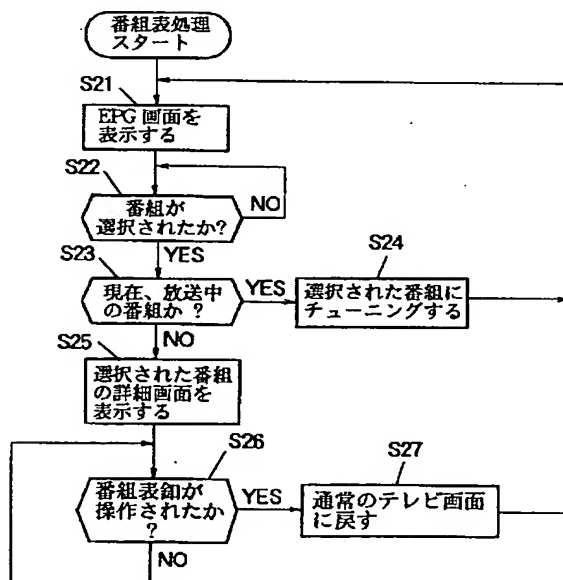 番組表処理
スタート
S21
EPG 画面を
表示する
S22
番組が
選択されたか?
NO
YES
S23
現在、放送中
の番組か ?
YES
S24
選択された番組に
チューニングする
NO
S25
選択された番組
の詳細画面を
表示する
S26
番組表釦が
操作されたか
?
YES
S27
通常のテレビ画面
に戻す
NO